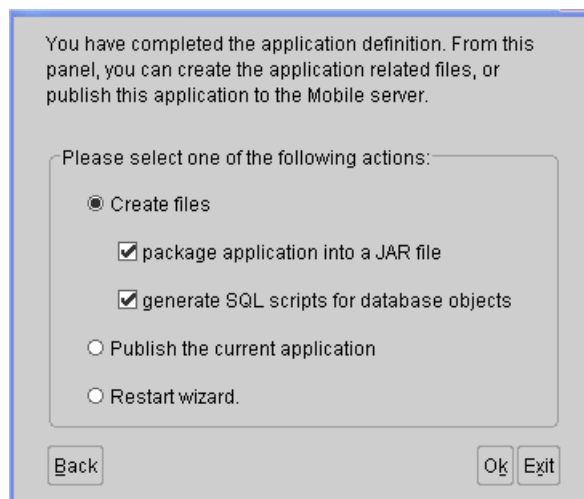 You have completed the application definition. From this
panel, you can create the application related files, or
publish this application to the Mobile server.
Please select one of the following actions:
Create files
package application into a JAR file
generate SQL scripts for database objects
Publish the current application
Restart wizard.
Back
Ok
Exit